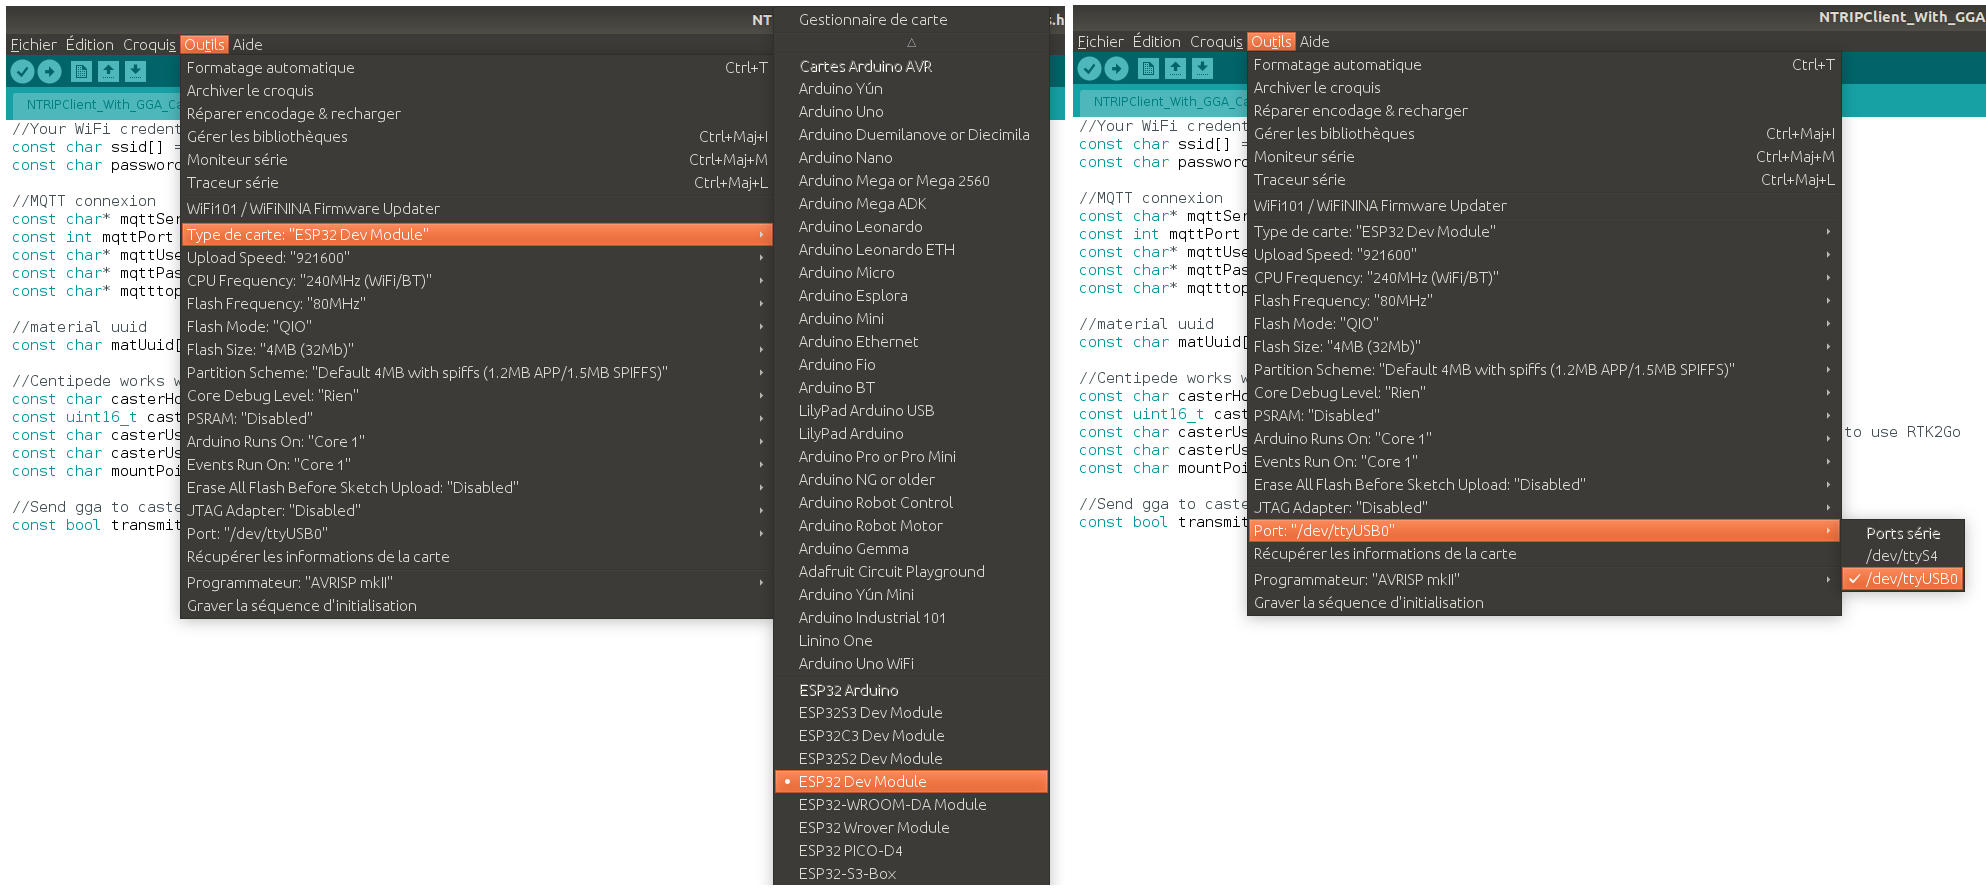 NT
Fichier Édition Croquis Outils Aide
NTRIPClient_With_GGA_Ca
//Your WiFi credent
const char ssid[] =
const char password
//MQTT connexion
const char* mqttSer
const int mqttPort
const char* mqttUse
const char* mqttPas
const char* mqtttop
//material uuid
const char matUuid[
//Centipede works w
const char casterHo
const uint16_t cast
const char casterUs
const char casterUs
const char mountPoi
//Send gga to caste
const bool transmit
Formatage automatique Ctrl+T
Archiver le croquis
Réparer encodage & recharger
Gérer les bibliothèques Ctrl+Maj+I
Moniteur série Ctrl+Maj+M
Traceur série Ctrl+Maj+L
WiFi101 / WiFiNINA Firmware Updater
Type de carte: "ESP32 Dev Module"
Upload Speed: "921600"
CPU Frequency: "240MHz (WiFi/BT)"
Flash Frequency: "80MHz"
Flash Mode: "QIO"
Flash Size: "4MB (32Mb)"
Partition Scheme: "Default 4MB with spiffs (1.2MB APP/1.5MB SPIFFS)"
Core Debug Level: "Rien"
PSRAM: "Disabled"
Arduino Runs On: "Core 1"
Events Run On: "Core 1"
Erase All Flash Before Sketch Upload: "Disabled"
JTAG Adapter: "Disabled"
Port: "/dev/ttyUSB0"
Récupérer les informations de la carte
Programmateur: "AVRISP mkII"
Graver la séquence d'initialisation
Gestionnaire de carte
△
Cartes Arduino AVR
Arduino Yún
Arduino Uno
Arduino Duemilanove or Diecimila
Arduino Nano
Arduino Mega or Mega 2560
Arduino Mega ADK
Arduino Leonardo
Arduino Leonardo ETH
Arduino Micro
Arduino Esplora
Arduino Mini
Arduino Ethernet
Arduino Fio
Arduino BT
LilyPad Arduino USB
LilyPad Arduino
Arduino Pro or Pro Mini
Arduino NG or older
Arduino Robot Control
Arduino Robot Motor
Arduino Gemma
Adafruit Circuit Playground
Arduino Yún Mini
Arduino Industrial 101
Linino One
Arduino Uno WiFi
ESP32 Arduino
ESP32S3 Dev Module
ESP32C3 Dev Module
ESP32S2 Dev Module
ESP32 Dev Module
ESP32-WROOM-DA Module
ESP32 Wrover Module
ESP32 PICO-D4
ESP32-S3-Box
s.h
NTRIPClient_With_GGA
Fichier Édition Croquis Outils Aide
NTRIPClient_With_GGA_Ca
//Your WiFi credent
const char ssid[] =
const char password
//MQTT connexion
const char* mqttSer
const int mqttPort
const char* mqttUse
const char* mqttPas
const char* mqtttop
//material uuid
const char matUuid[
//Centipede works w
const char casterHo
const uint16_t cast
const char casterUs to use RTK2Go
const char casterUs
const char mountPoi
//Send gga to caste
const bool transmit
Formatage automatique Ctrl+T
Archiver le croquis
Réparer encodage & recharger
Gérer les bibliothèques Ctrl+Maj+I
Moniteur série Ctrl+Maj+M
Traceur série Ctrl+Maj+L
WiFi101 / WiFiNINA Firmware Updater
Type de carte: "ESP32 Dev Module"
Upload Speed: "921600"
CPU Frequency: "240MHz (WiFi/BT)"
Flash Frequency: "80MHz"
Flash Mode: "QIO"
Flash Size: "4MB (32Mb)"
Partition Scheme: "Default 4MB with spiffs (1.2MB APP/1.5MB SPIFFS)"
Core Debug Level: "Rien"
PSRAM: "Disabled"
Arduino Runs On: "Core 1"
Events Run On: "Core 1"
Erase All Flash Before Sketch Upload: "Disabled"
JTAG Adapter: "Disabled"
Port: "/dev/ttyUSB0"
Récupérer les informations de la carte
Programmateur: "AVRISP mkII"
Graver la séquence d'initialisation
Ports série
/dev/ttyS4
✓ /dev/ttyUSB0